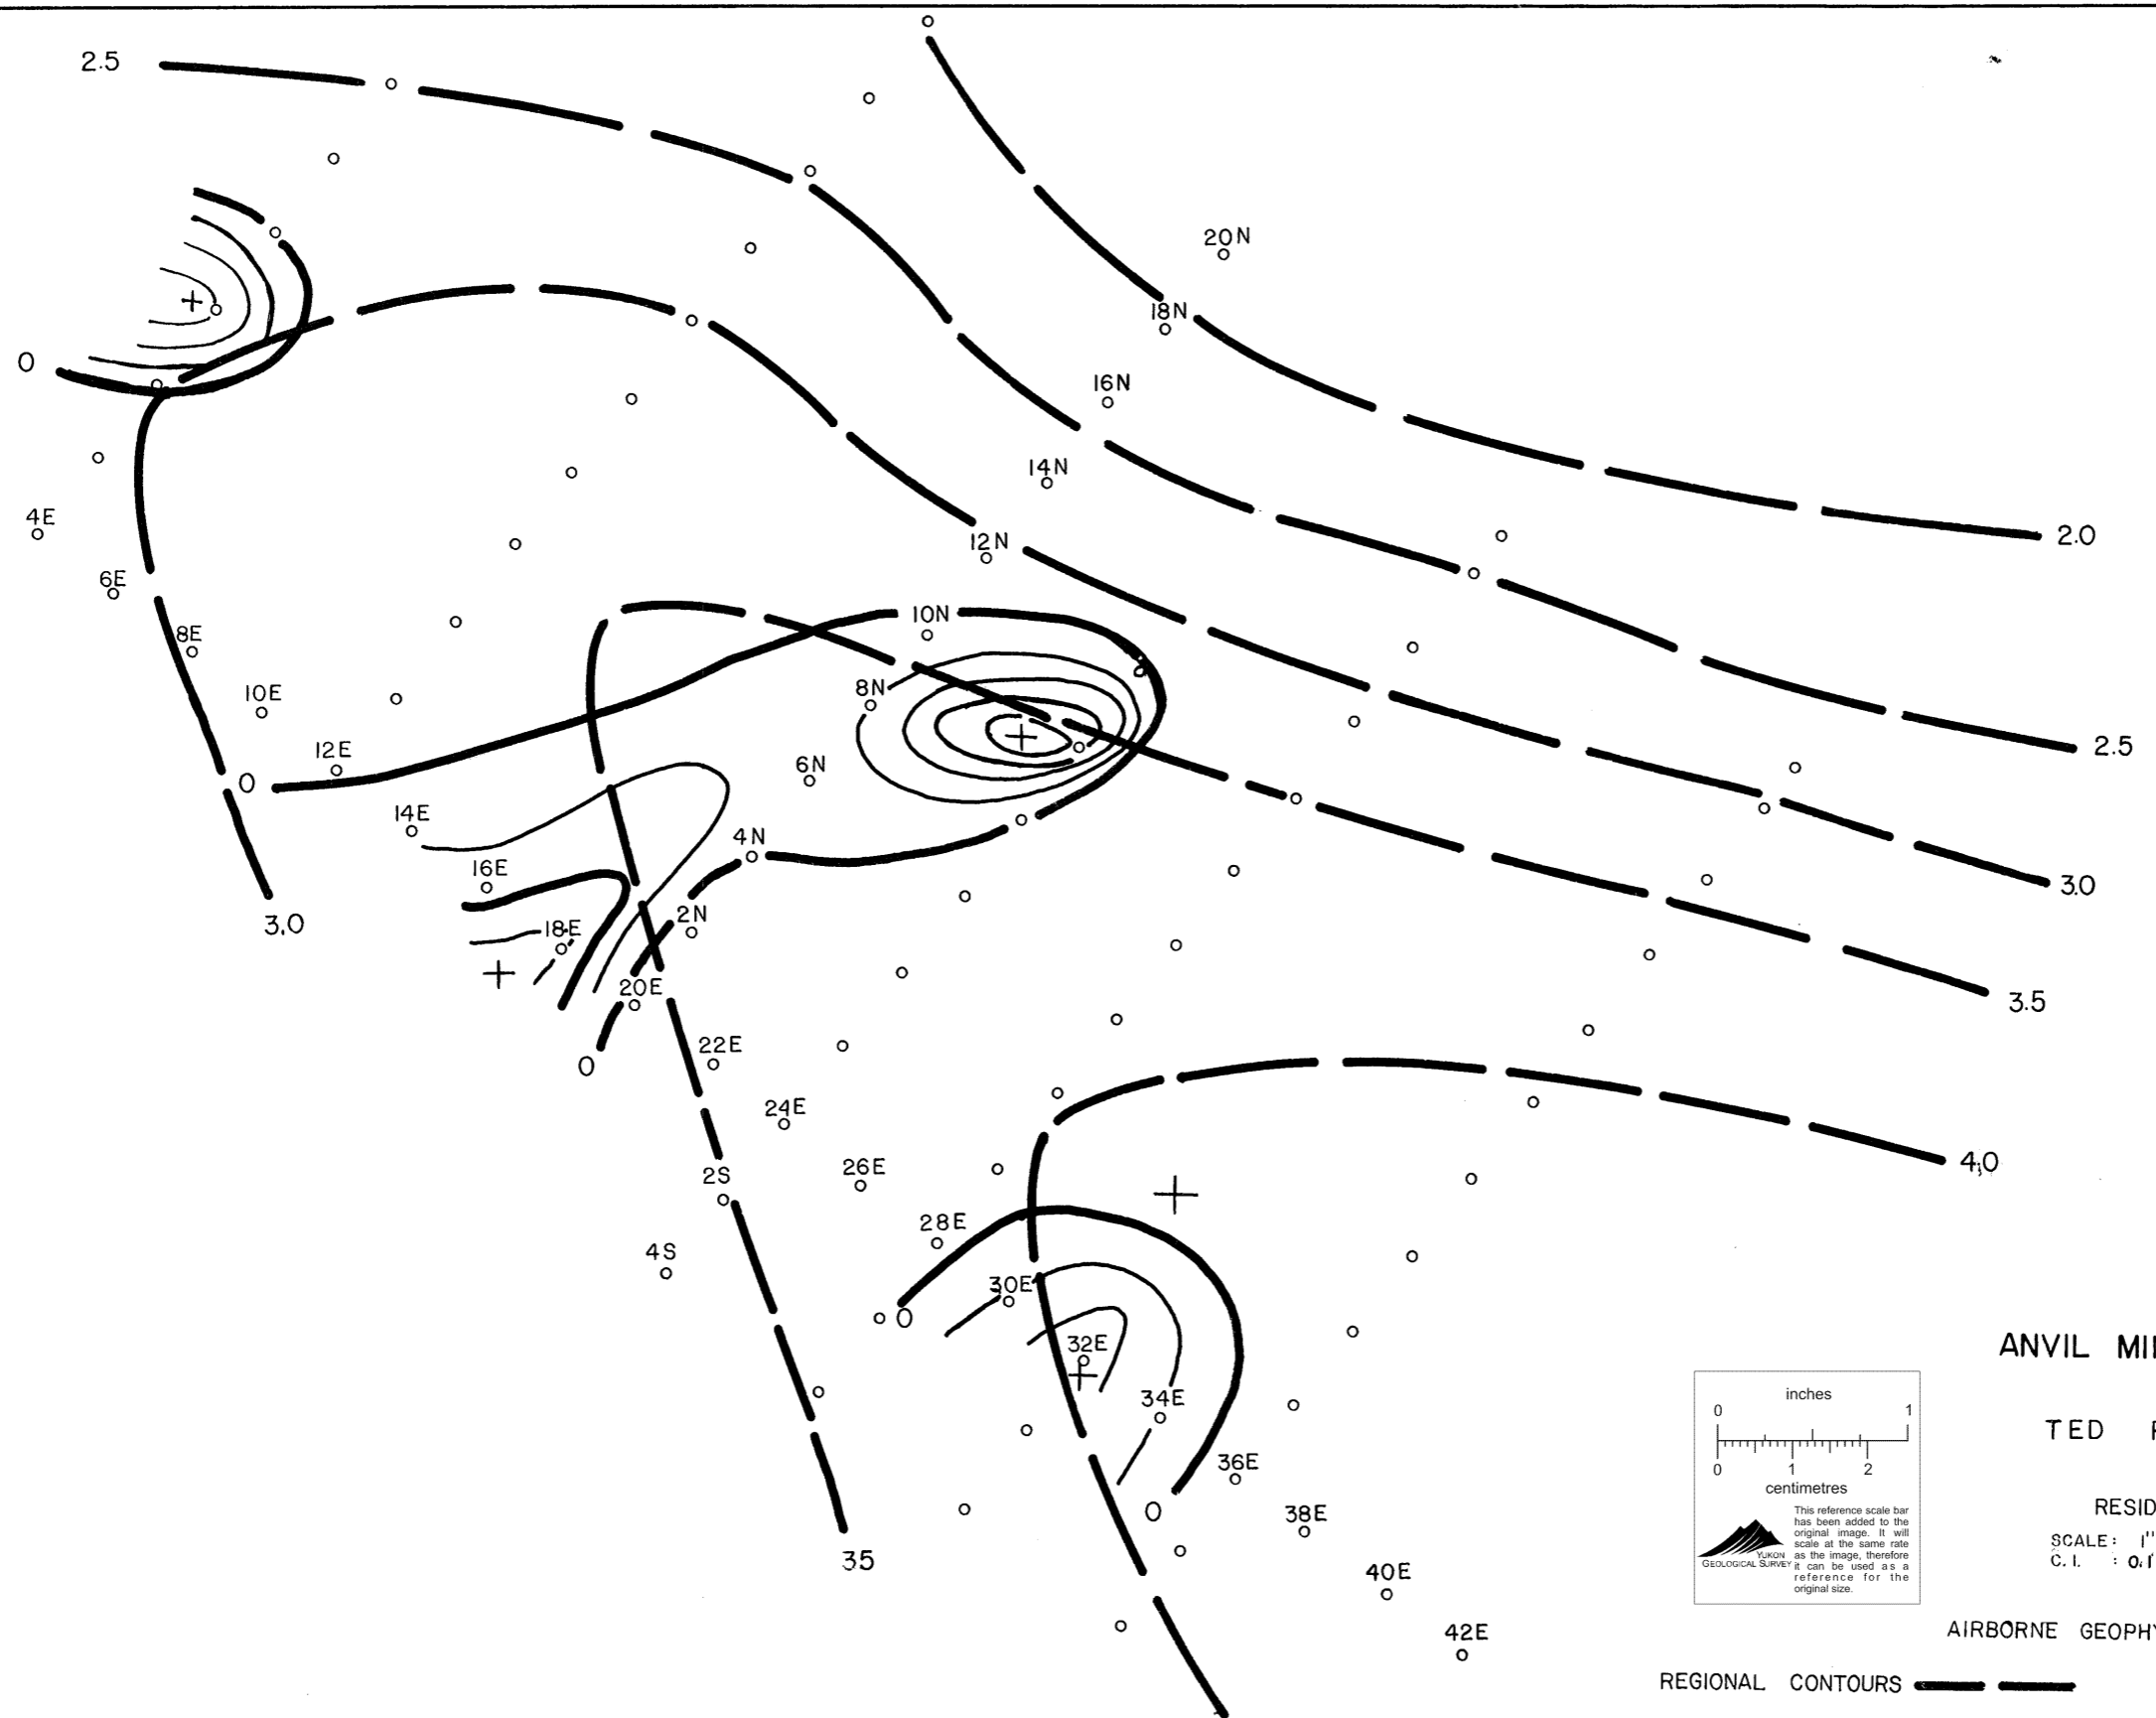 2.5
20N
18N
0
16N
14N
4E
2.0
12N
6E
10N
8E
8N
10E
2.5
12E
6N
0
14E
4N
16E
3.0
2N
3.0
18E
20E
3.5
22E
0
24E
4.0
26E
2S
28E
4S
30E
0
32E
ANVIL MI
inches
0 1
34E
TED
36E
0 1 2
centimetres
0
38E
This reference scale bar
has been added to the
original image. It will
scale at the same rate
as the image, therefore
it can be used as a
reference for the
original size.
YUKON
GEOLOGICAL SURVEY
RESID
SCALE: 1"
C.I. : 0.1
35
40E
42E
AIRBORNE GEOPHY
REGIONAL CONTOURS